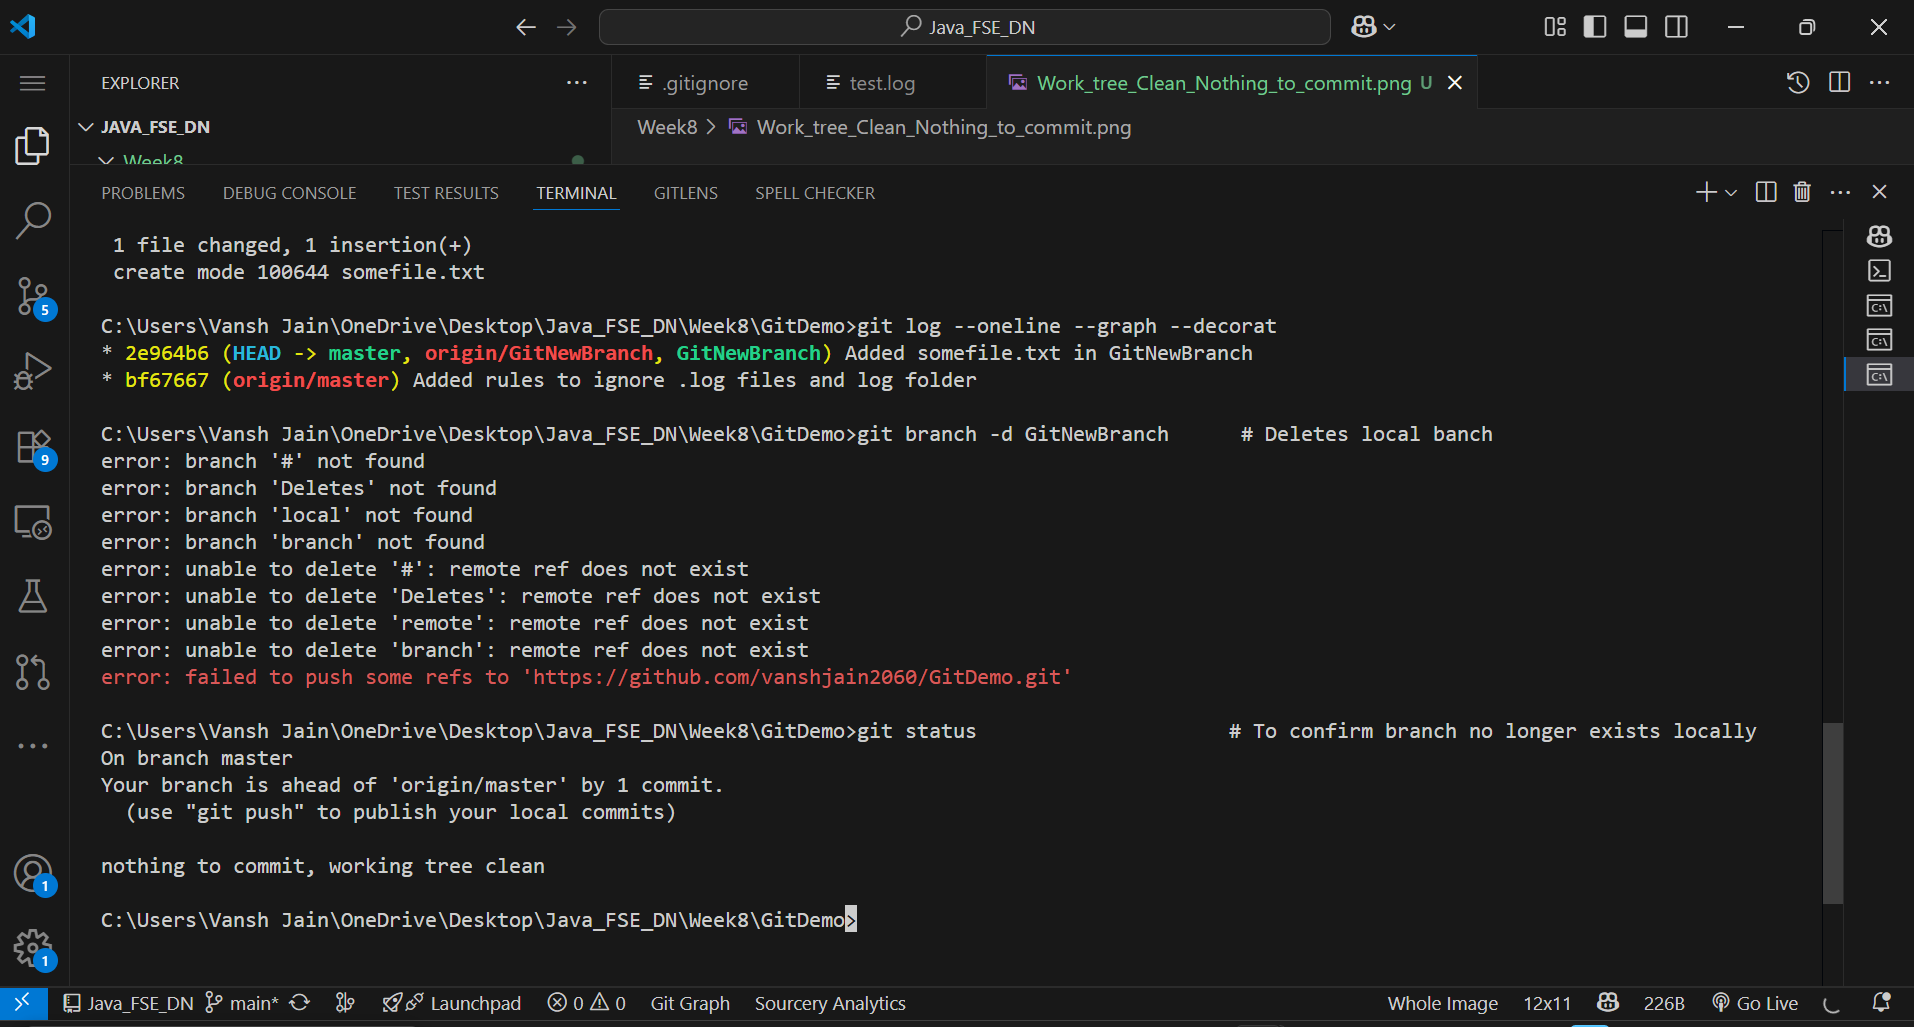 Java_FSE_DN
EXPLORER
.gitignore
test.log
Work_tree_Clean_Nothing_to_commit.png U
JAVA_FSE_DN
Week8
Week8 > Work_tree_Clean_Nothing_to_commit.png
PROBLEMS DEBUG CONSOLE TEST RESULTS TERMINAL GITLENS SPELL CHECKER
1 file changed, 1 insertion(+)
create mode 100644 somefile.txt
C:\Users\Vansh Jain\OneDrive\Desktop\Java_FSE_DN\Week8\GitDemo>git log --oneline --graph --decorat
* 2e964b6 (HEAD -> master, origin/GitNewBranch, GitNewBranch) Added somefile.txt in GitNewBranch
* bf67667 (origin/master) Added rules to ignore .log files and log folder
C:\Users\Vansh Jain\OneDrive\Desktop\Java_FSE_DN\Week8\GitDemo>git branch -d GitNewBranch # Deletes local banch
error: branch '#' not found
error: branch 'Deletes' not found
error: branch 'local' not found
error: branch 'branch' not found
error: unable to delete '#': remote ref does not exist
error: unable to delete 'Deletes': remote ref does not exist
error: unable to delete 'remote': remote ref does not exist
error: unable to delete 'branch': remote ref does not exist
error: failed to push some refs to 'https://github.com/vanshjain2060/GitDemo.git'
C:\Users\Vansh Jain\OneDrive\Desktop\Java_FSE_DN\Week8\GitDemo>git status # To confirm branch no longer exists locally
On branch master
Your branch is ahead of 'origin/master' by 1 commit.
(use "git push" to publish your local commits)
nothing to commit, working tree clean
C:\Users\Vansh Jain\OneDrive\Desktop\Java_FSE_DN\Week8\GitDemo>
5
9
1
1
Java_FSE_DN main* Launchpad 0 0 Git Graph Sourcery Analytics Whole Image 12x11 226B Go Live